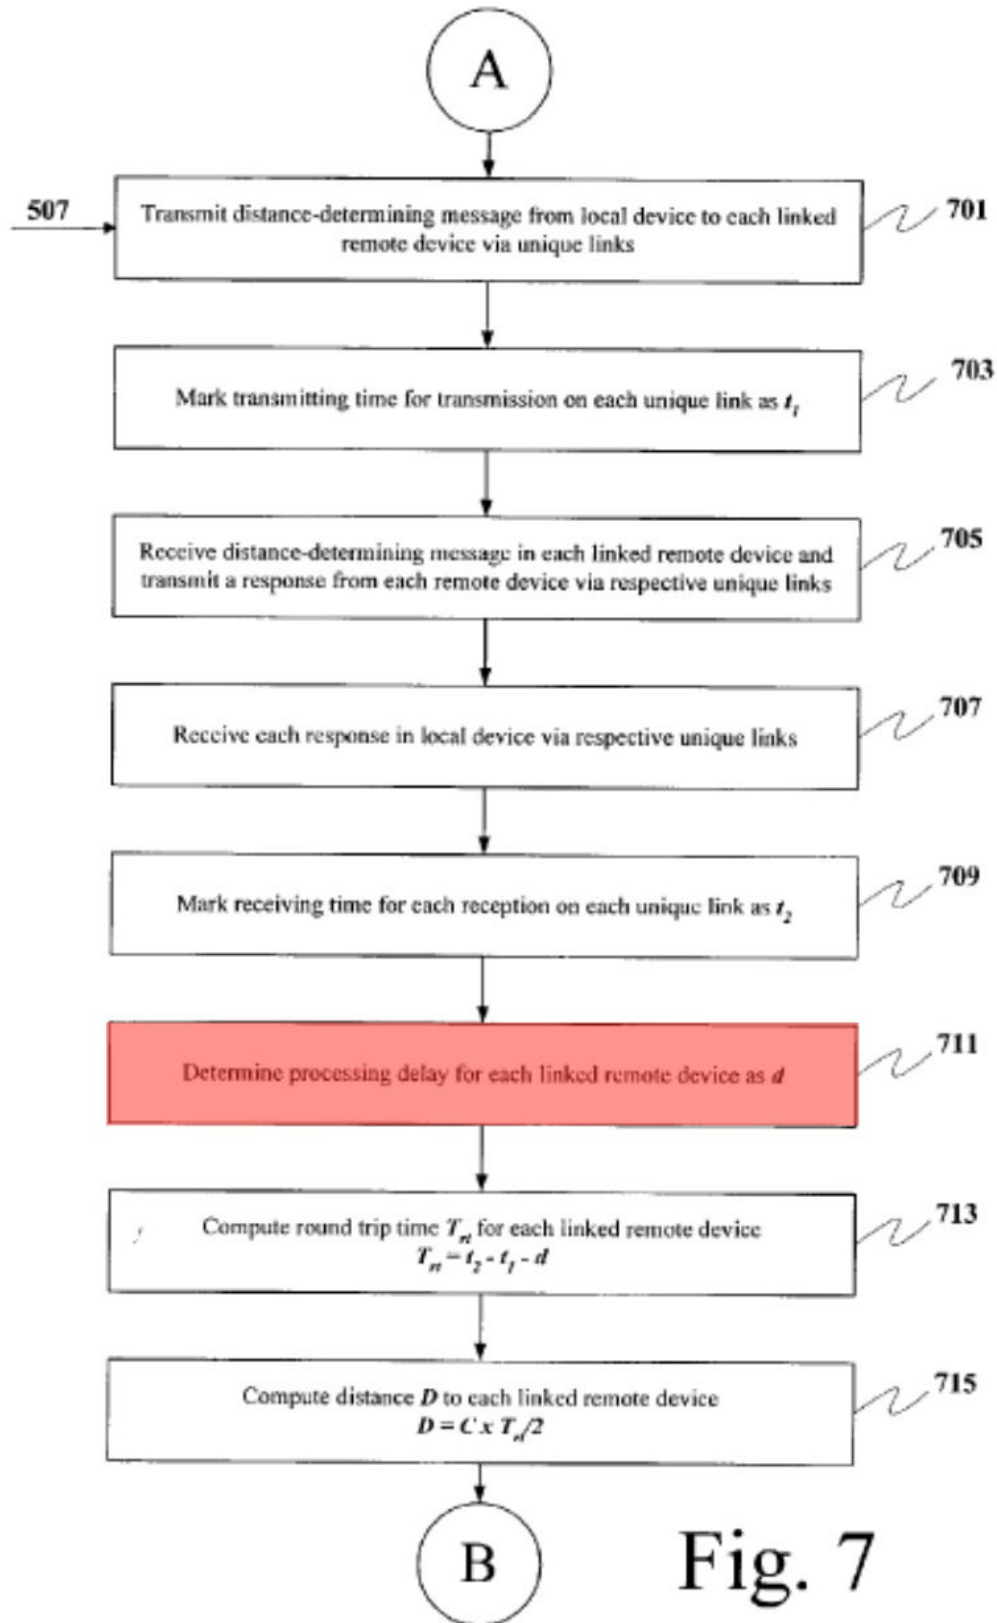 A
507
Transmit distance-determining message from local device to each linked
remote device via unique links
701
Mark transmitting time for transmission on each unique link as t₁
703
Receive distance-determining message in each linked remote device and
transmit a response from each remote device via respective unique links
705
Receive each response in local device via respective unique links
707
Mark receiving time for each reception on each unique link as t₂
709
Determine processing delay for each linked remote device as d
711
Compute round trip time Tᵣₜ for each linked remote device
Tᵣₜ = t₂ - t₁ - d
713
Compute distance D to each linked remote device
D = C x Tᵣₜ/2
715
B
Fig. 7